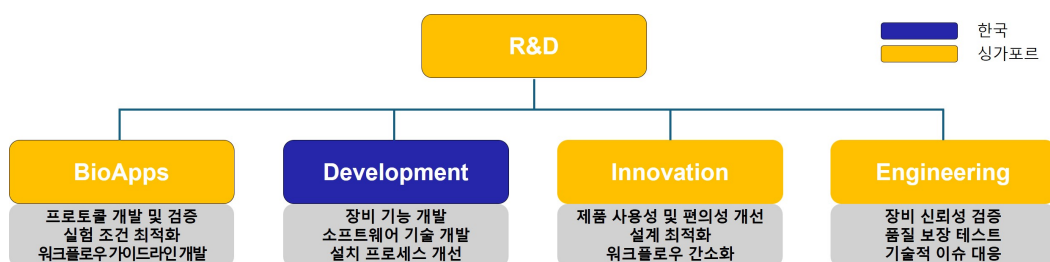 R&D
한국
싱가포르
BioApps
프로토콜 개발 및 검증
실험 조건 최적화
워크플로우 가이드라인 개발
Development
장비 기능 개발
소프트웨어 기술 개발
설치 프로세스 개선
Innovation
제품 사용성 및 편의성 개선
설계 최적화
워크플로우 간소화
Engineering
장비 신뢰성 검증
품질 보장 테스트
기술적 이슈 대응